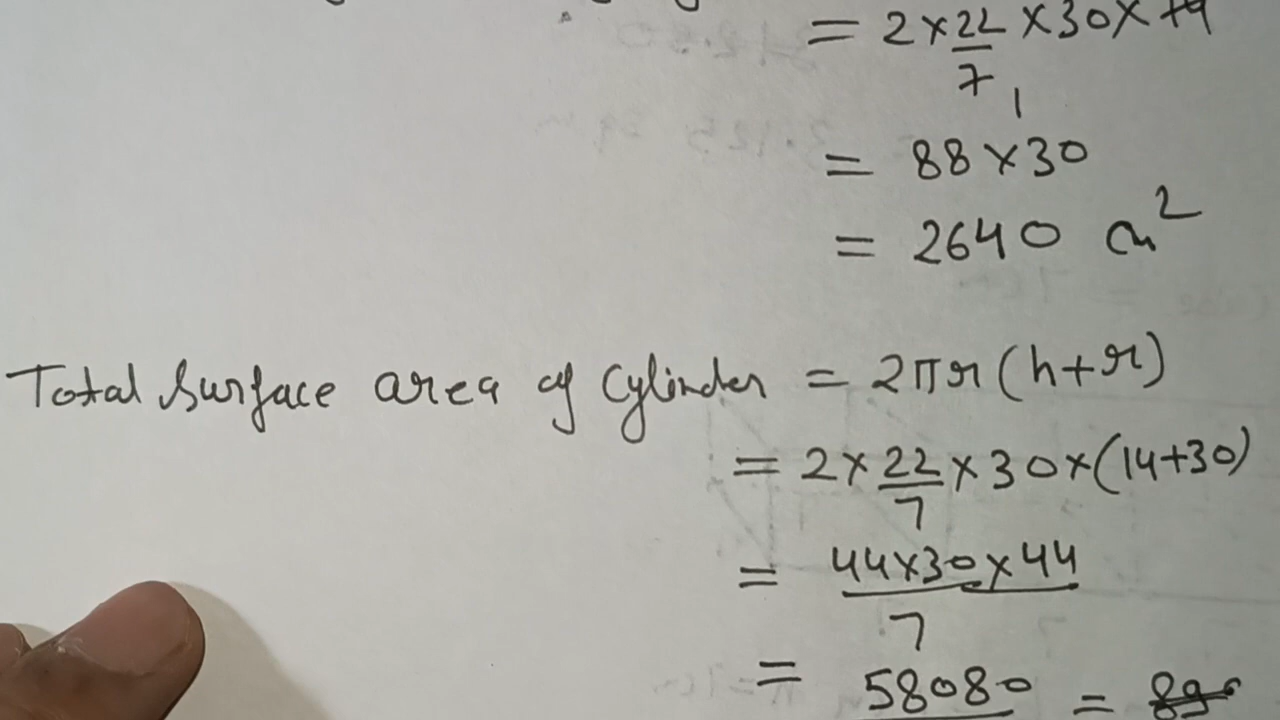 = 2 × 22/7 × 30 ×
1
= 88 × 30
= 2640 cm²
Total Surface area of Cylinder = 2πr(h+r)
= 2 × 22/7 × 30 × (14+30)
= 44×30×44/7
= 58080 =